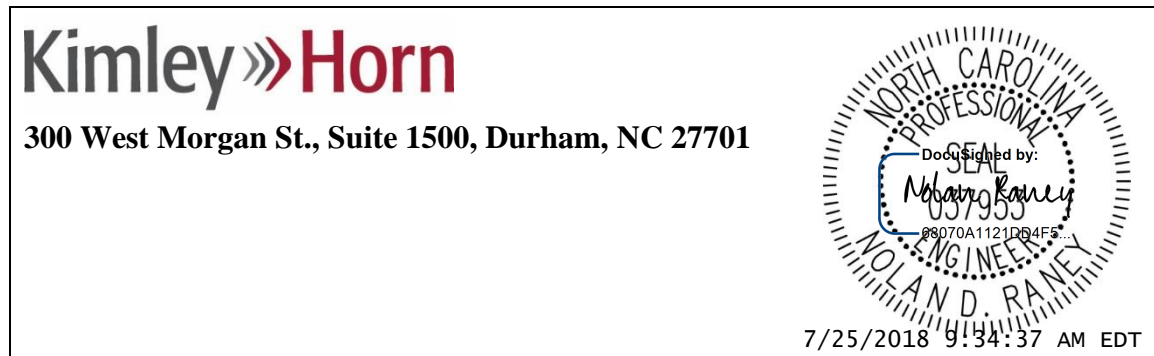 Kimley»Horn
300 West Morgan St., Suite 1500, Durham, NC 27701
NORTH CAROLINA
PROFESSIONAL
SEAL
DocuSigned by:
Nolan Raney
037953
68070A1121DD4F5...
ENGINEER
NOLAN D. RANEY
7/25/2018 9:34:37 AM EDT